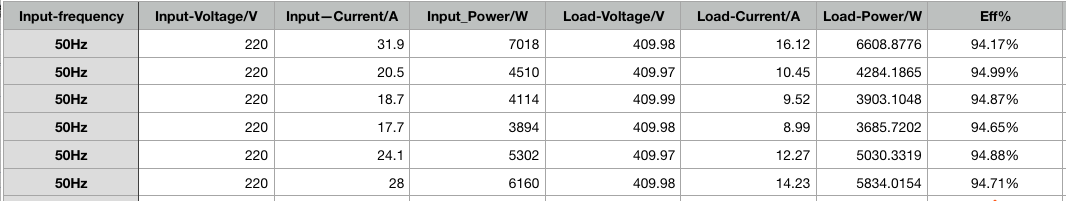 Input-frequency Input-Voltage/V Input—Current/A Input_Power/W Load-Voltage/V Load-Current/A Load-Power/W Eff%
50Hz 220 31.9 7018 409.98 16.12 6608.8776 94.17%
50Hz 220 20.5 4510 409.97 10.45 4284.1865 94.99%
50Hz 220 18.7 4114 409.99 9.52 3903.1048 94.87%
50Hz 220 17.7 3894 409.98 8.99 3685.7202 94.65%
50Hz 220 24.1 5302 409.97 12.27 5030.3319 94.88%
50Hz 220 28 6160 409.98 14.23 5834.0154 94.71%